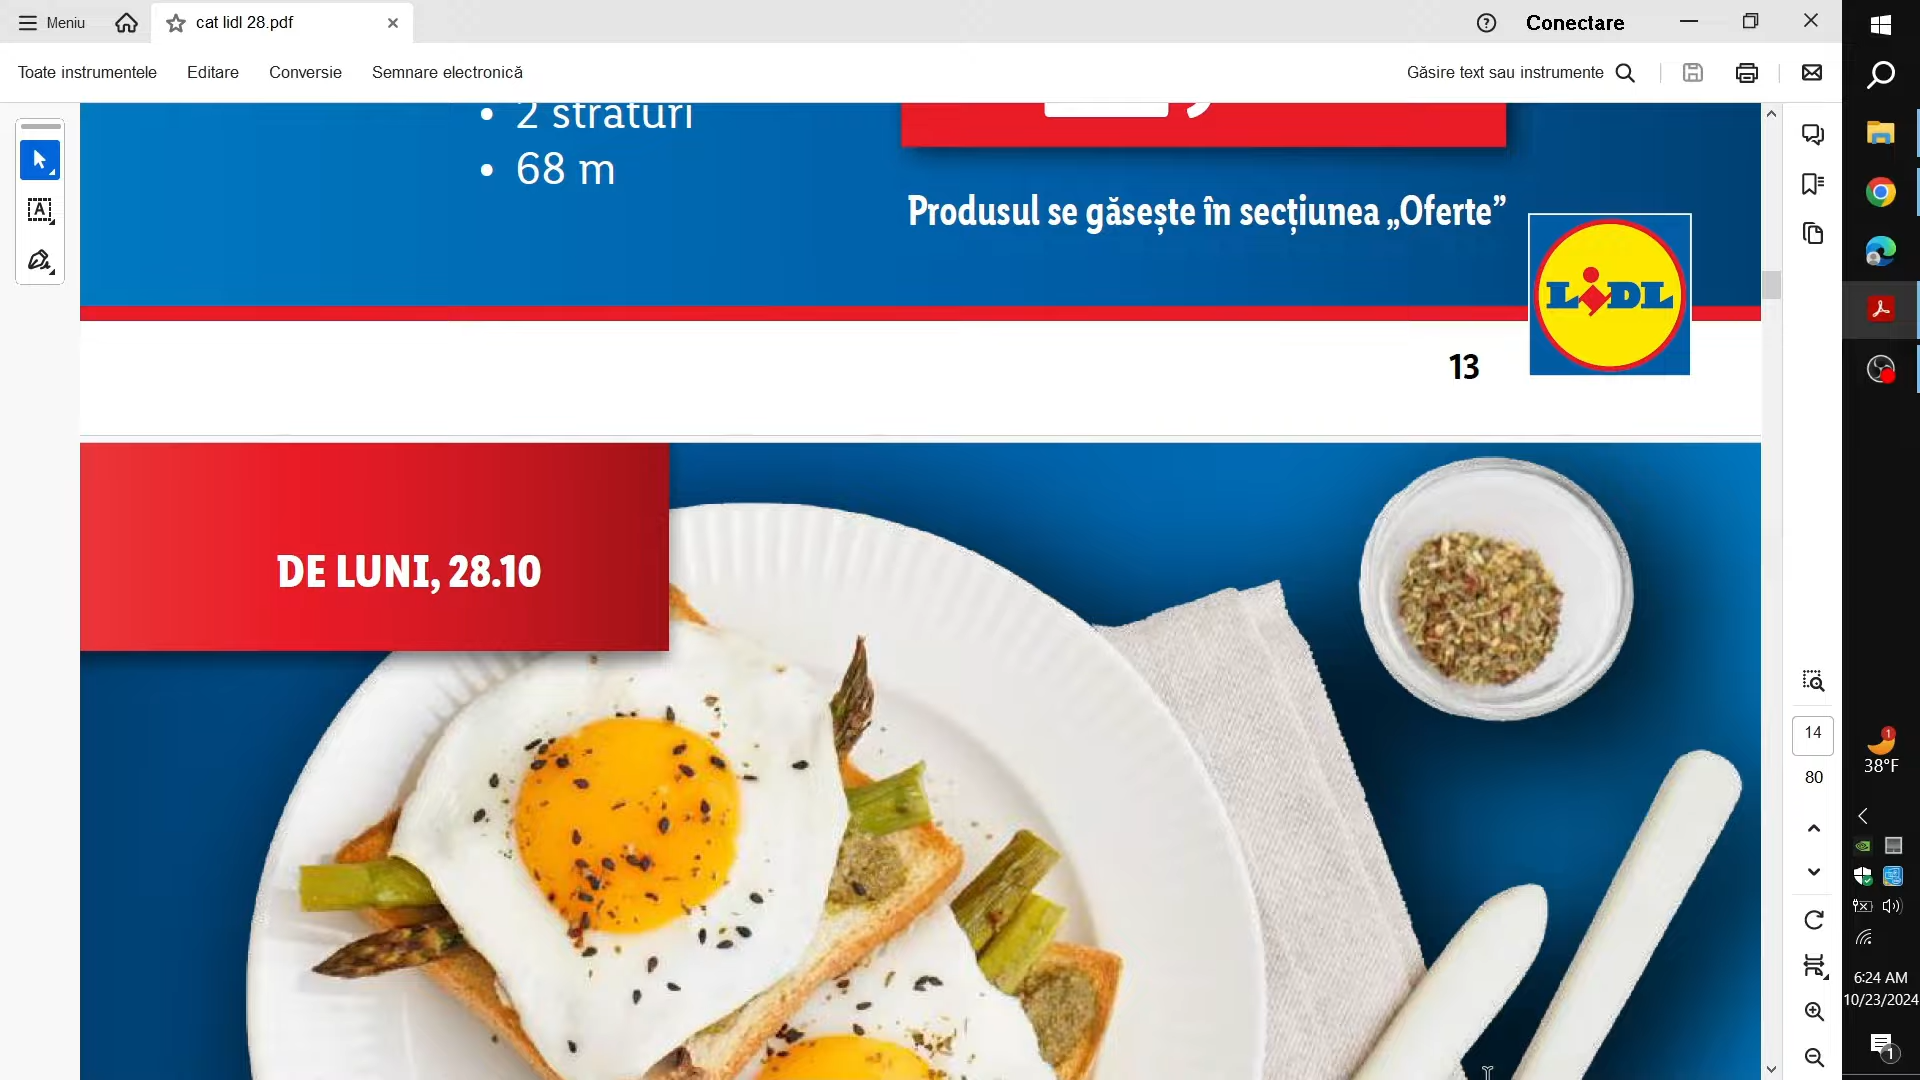 Meniu
cat lidl 28.pdf
Conectare
Toate instrumentele
Editare
Conversie
Semnare electronică
Găsire text sau instrumente
• 2 straturi
• 68 m
Produsul se găsește în secțiunea „Oferte”
LIDL
13
DE LUNI, 28.10
14
80
1
38°F
6:24 AM
10/23/2024
1